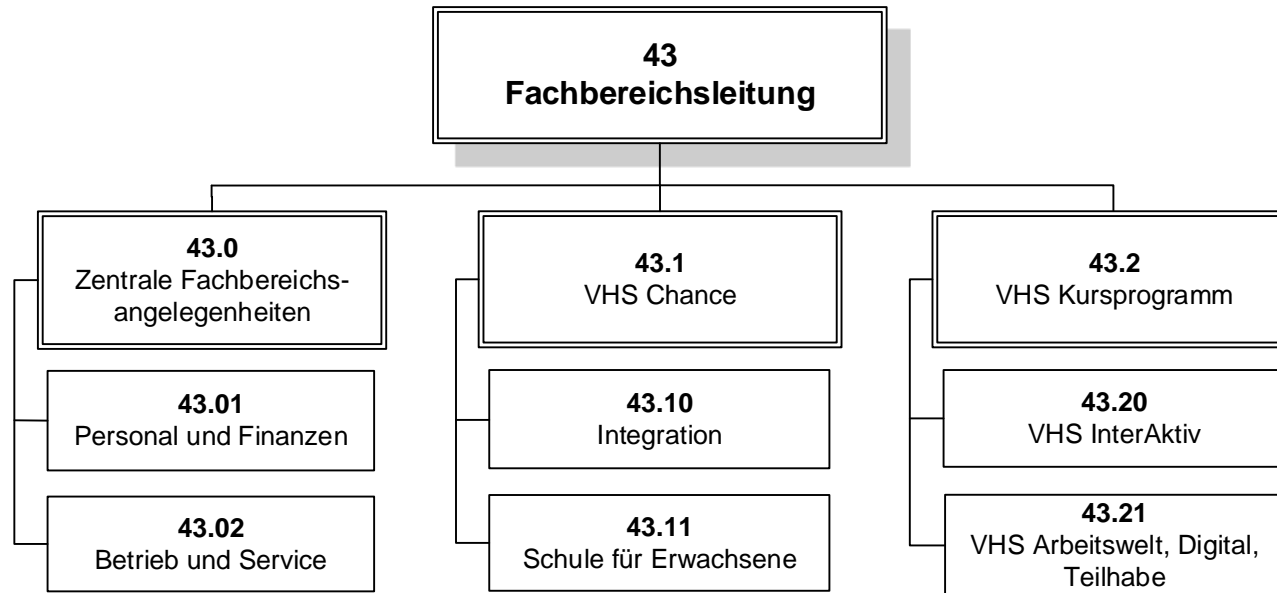 43
Fachbereichsleitung
43.0
Zentrale Fachbereichs-
angelegenheiten
43.01
Personal und Finanzen
43.02
Betrieb und Service
43.1
VHS Chance
43.10
Integration
43.11
Schule für Erwachsene
43.2
VHS Kursprogramm
43.20
VHS InterAktiv
43.21
VHS Arbeitswelt, Digital,
Teilhabe